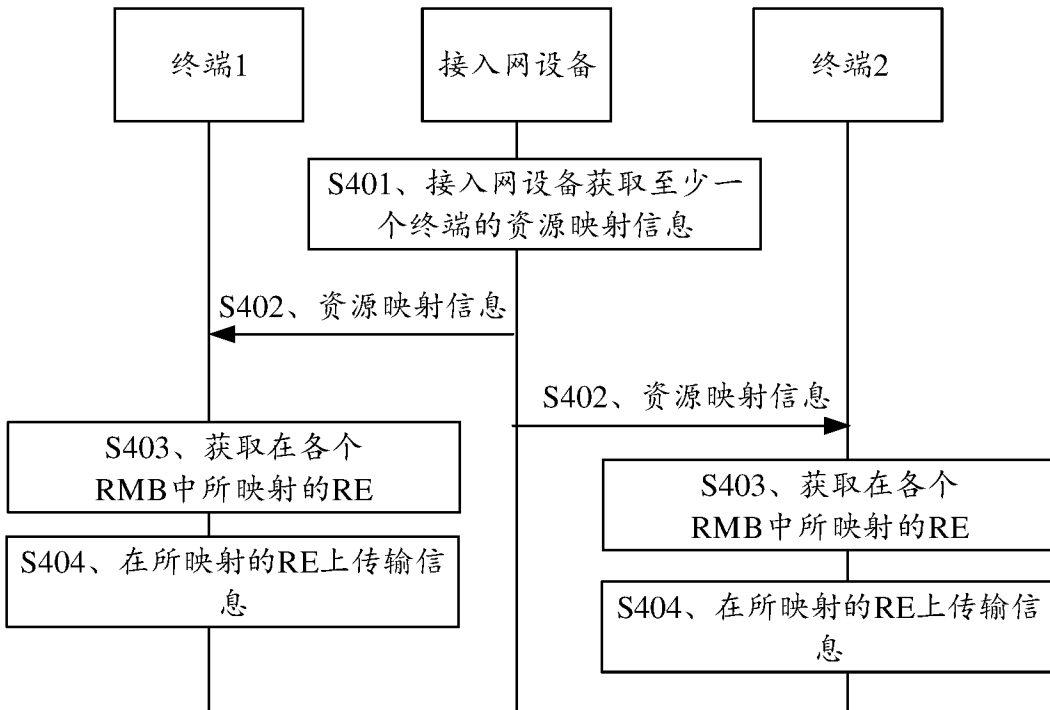 终端1
接入网设备
终端2
S401、接入网设备获取至少一
个终端的资源映射信息
S402、资源映射信息
S402、资源映射信息
S403、获取在各个
RMB中所映射的RE
S403、获取在各个
RMB中所映射的RE
S404、在所映射的RE上传输信
息
S404、在所映射的RE上传输信
息